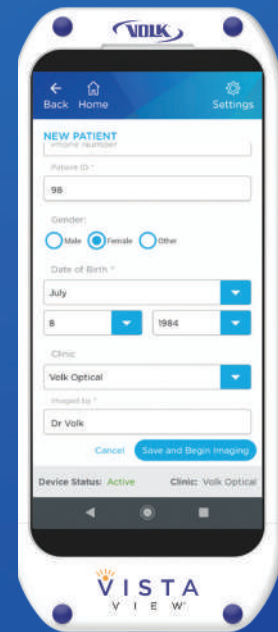 VOLK
Back Home Settings
NEW PATIENT
Phone Number
Patient ID *
98
Gender:
Male Female Other
Date of Birth *
July
8 1984
Clinic
Volk Optical
Imaged by *
Dr Volk
Cancel Save and Begin Imaging
Device Status: Active Clinic: Volk Optical
VISTA
VIEW